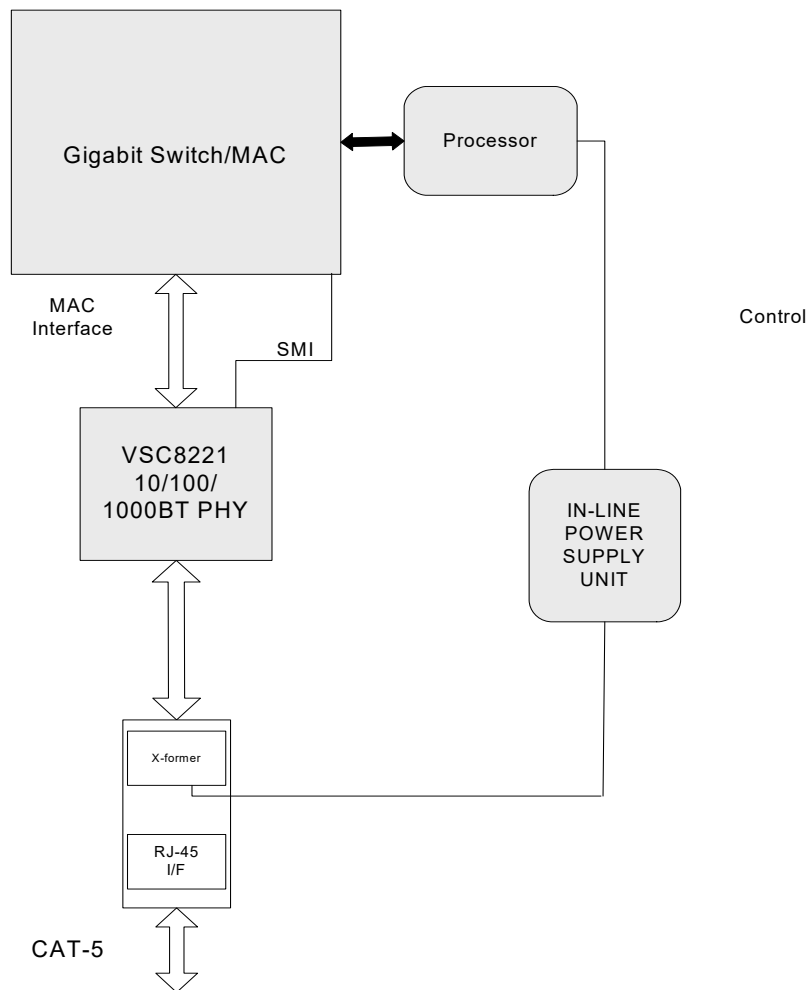 Gigabit Switch/MAC
Processor
MAC
Interface
SMI
Control
VSC8221
10/100/
1000BT PHY
IN-LINE
POWER
SUPPLY
UNIT
X-former
RJ-45
I/F
CAT-5